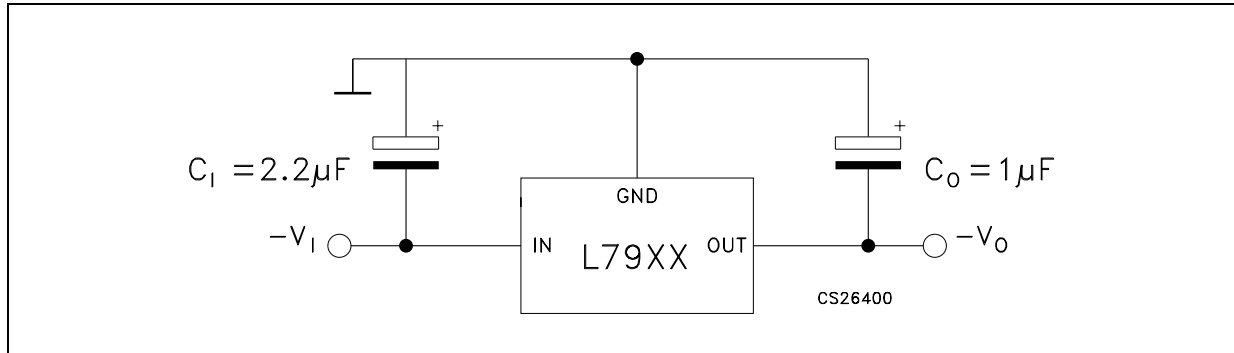 +
+
C_I = 2.2µF
C_O = 1µF
GND
-V_I
IN
L79XX
OUT
-V_O
CS26400